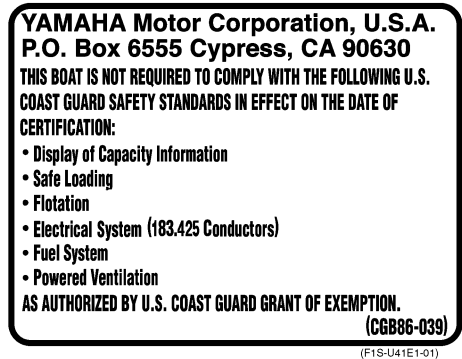 YAMAHA Motor Corporation, U.S.A.
P.O. Box 6555 Cypress, CA 90630
THIS BOAT IS NOT REQUIRED TO COMPLY WITH THE FOLLOWING U.S.
COAST GUARD SAFETY STANDARDS IN EFFECT ON THE DATE OF
CERTIFICATION:
• Display of Capacity Information
• Safe Loading
• Flotation
• Electrical System (183.425 Conductors)
• Fuel System
• Powered Ventilation
AS AUTHORIZED BY U.S. COAST GUARD GRANT OF EXEMPTION.
(CGB86-039)
(F1S-U41E1-01)